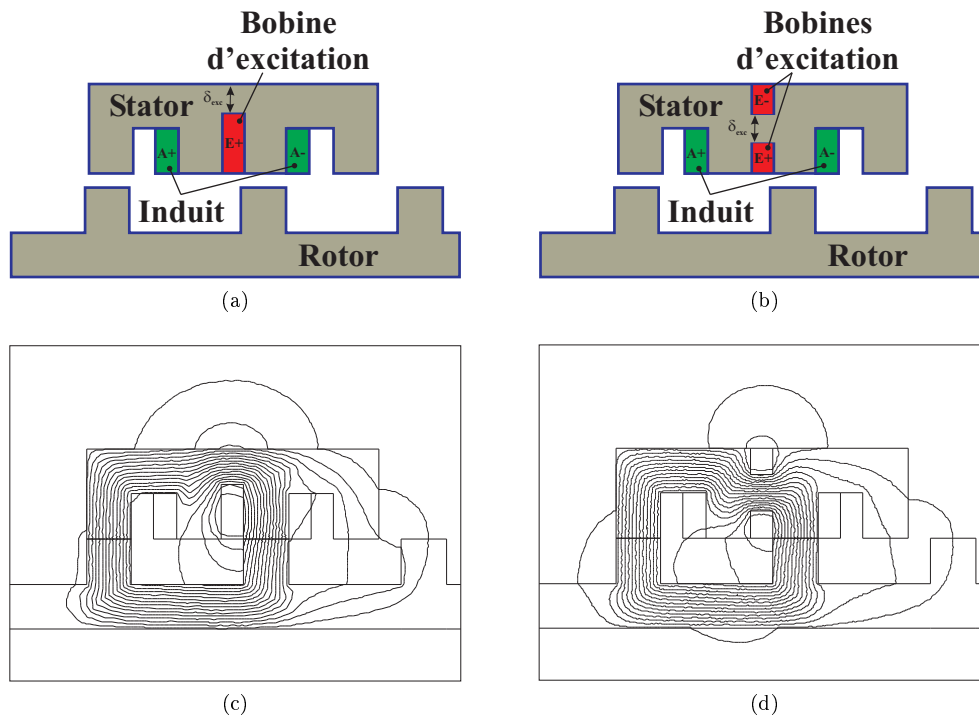 Bobine
d'excitation
δexc
Stator
E+
A+
A-
Induit
Rotor
(a)
Bobines
d'excitation
E-
Stator
δexc
A+
E+
A-
Induit
Rotor
(b)
(c)
(d)